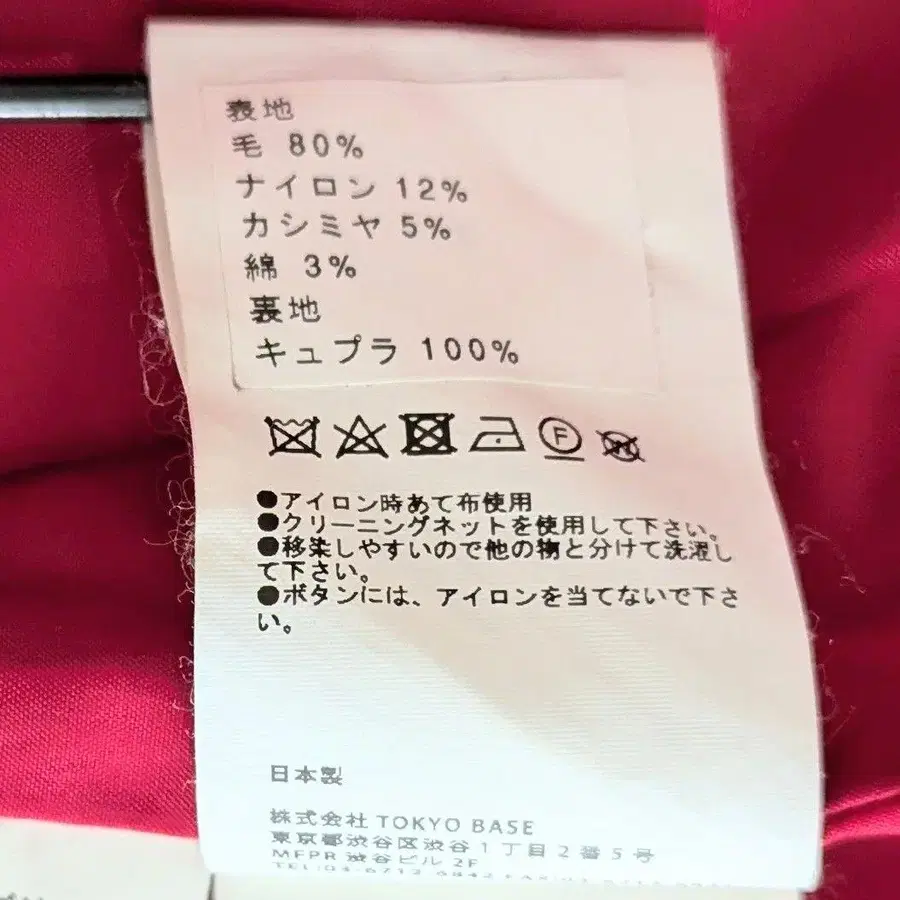 表地
毛 80%
ナイロン 12%
カシミヤ 5%
綿 3%
裏地
キュプラ 100%
F
●アイロン時あて布使用
●クリーニングネットを使用して下さい。
●移染しやすいので他の物と分けて洗濯し
て下さい。
●ボタンには、アイロンを当てないで下さ
い。
日本製
株式会社 TOKYO BASE
東京都渋谷区渋谷1丁目2番5号
MFPR 渋谷ビル 2F